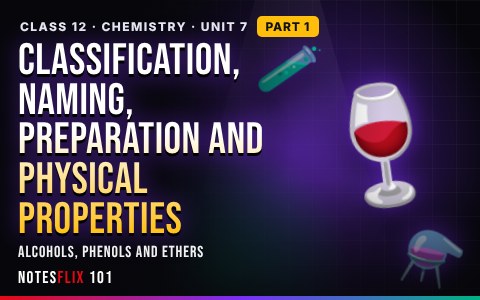 CLASS 12 · CHEMISTRY · UNIT 7 PART 1
CLASSIFICATION,
NAMING,
PREPARATION AND
PHYSICAL
PROPERTIES
ALCOHOLS, PHENOLS AND ETHERS
NOTESFLIX 101